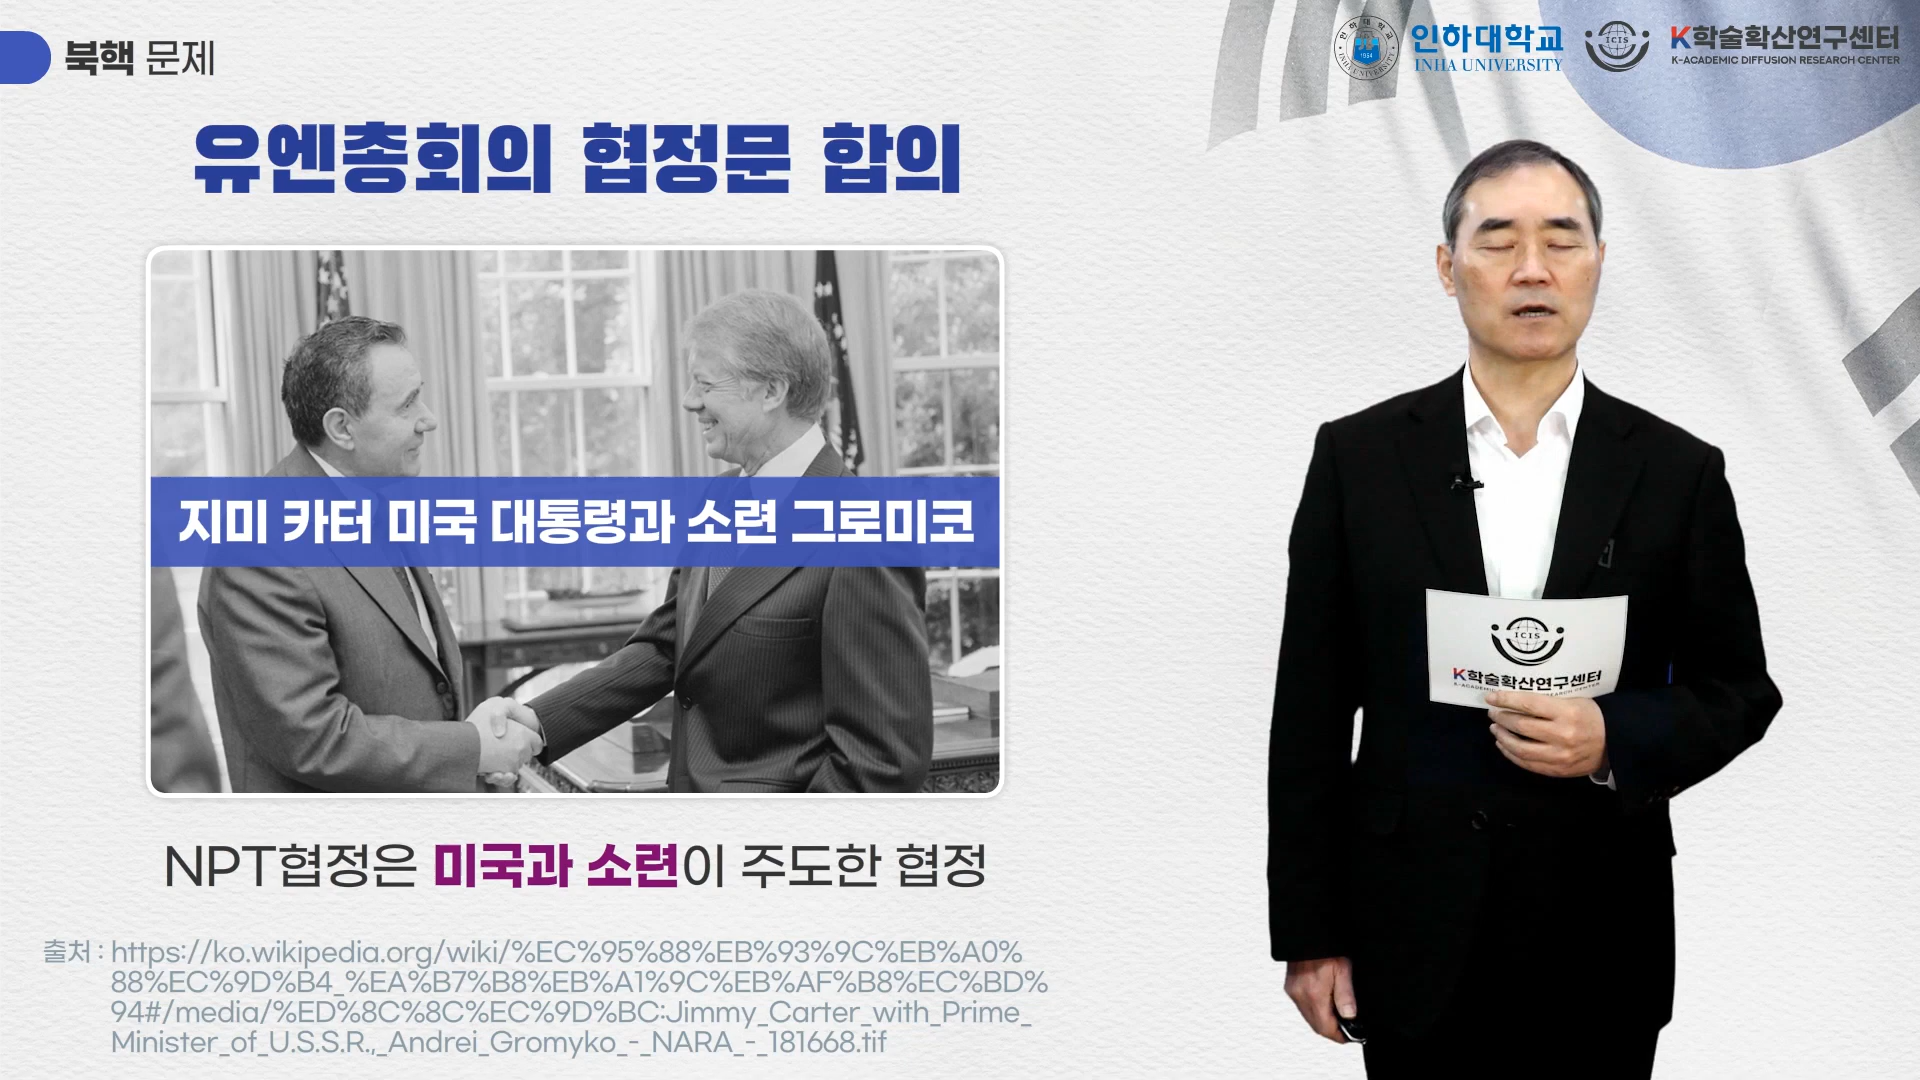 북핵 문제
인하대학교
INHA UNIVERSITY
1954
ICIS
K학술확산연구센터
K-ACADEMIC DIFFUSION RESEARCH CENTER
유엔총회의 협정문 합의
지미 카터 미국 대통령과 소련 그로미코
NPT협정은 미국과 소련이 주도한 협정
출처 : https://ko.wikipedia.org/wiki/%EC%95%88%EB%93%9C%EB%A0%
88%EC%9D%B4_%EA%B7%B8%EB%A1%9C%EB%AF%B8%EC%BD%
94#/media/%ED%8C%8C%EC%9D%BC:Jimmy_Carter_with_Prime_
Minister_of_U.S.S.R.,_Andrei_Gromyko_-_NARA_-_181668.tif
ICIS
K학술확산연구센터